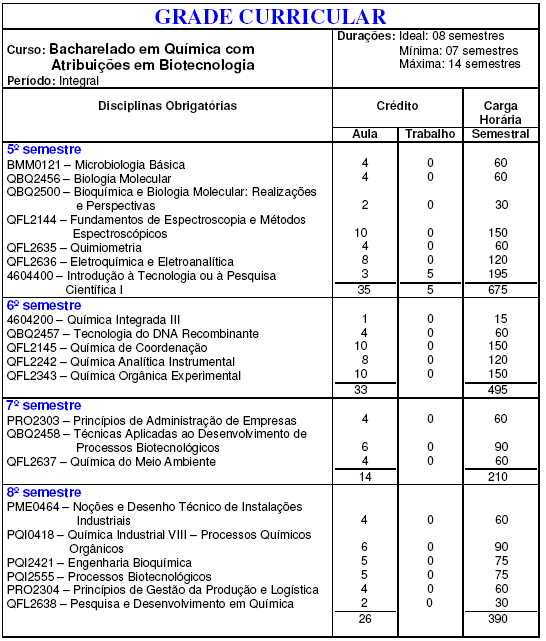 GRADE CURRICULAR
Curso: Bacharelado em Química com
Atribuições em Biotecnologia
Período: Integral
Durações: Ideal: 08 semestres
Mínima: 07 semestres
Máxima: 14 semestres
Disciplinas Obrigatórias Crédito Carga
Horária
Aula Trabalho Semestral
5º semestre
BMM0121 – Microbiologia Básica 4 0 60
QBQ2456 – Biologia Molecular 4 0 60
QBQ2500 – Bioquímica e Biologia Molecular: Realizações
e Perspectivas 2 0 30
QFL2144 – Fundamentos de Espectroscopia e Métodos
Espectroscópicos 10 0 150
QFL2635 – Quimiometria 4 0 60
QFL2636 – Eletroquímica e Eletroanalítica 8 0 120
4604400 – Introdução à Tecnologia ou à Pesquisa 3 5 195
Científica I 35 5 675
6º semestre
4604200 – Química Integrada III 1 0 15
QBQ2457 – Tecnologia do DNA Recombinante 4 0 60
QFL2145 – Química de Coordenação 10 0 150
QFL2242 – Química Analítica Instrumental 8 0 120
QFL2343 – Química Orgânica Experimental 10 0 150
33 495
7º semestre
PRO2303 – Princípios de Administração de Empresas 4 0 60
QBQ2458 – Técnicas Aplicadas ao Desenvolvimento de
Processos Biotecnológicos 6 0 90
QFL2637 – Química do Meio Ambiente 4 0 60
14 210
8º semestre
PME0464 – Noções e Desenho Técnico de Instalações
Industriais 4 0 60
PQI0418 – Química Industrial VIII – Processos Químicos
Orgânicos 6 0 90
PQI2421 – Engenharia Bioquímica 5 0 75
PQI2555 – Processos Biotecnológicos 5 0 75
PRO2304 – Princípios de Gestão da Produção e Logística 4 0 60
QFL2638 – Pesquisa e Desenvolvimento em Química 2 0 30
26 390